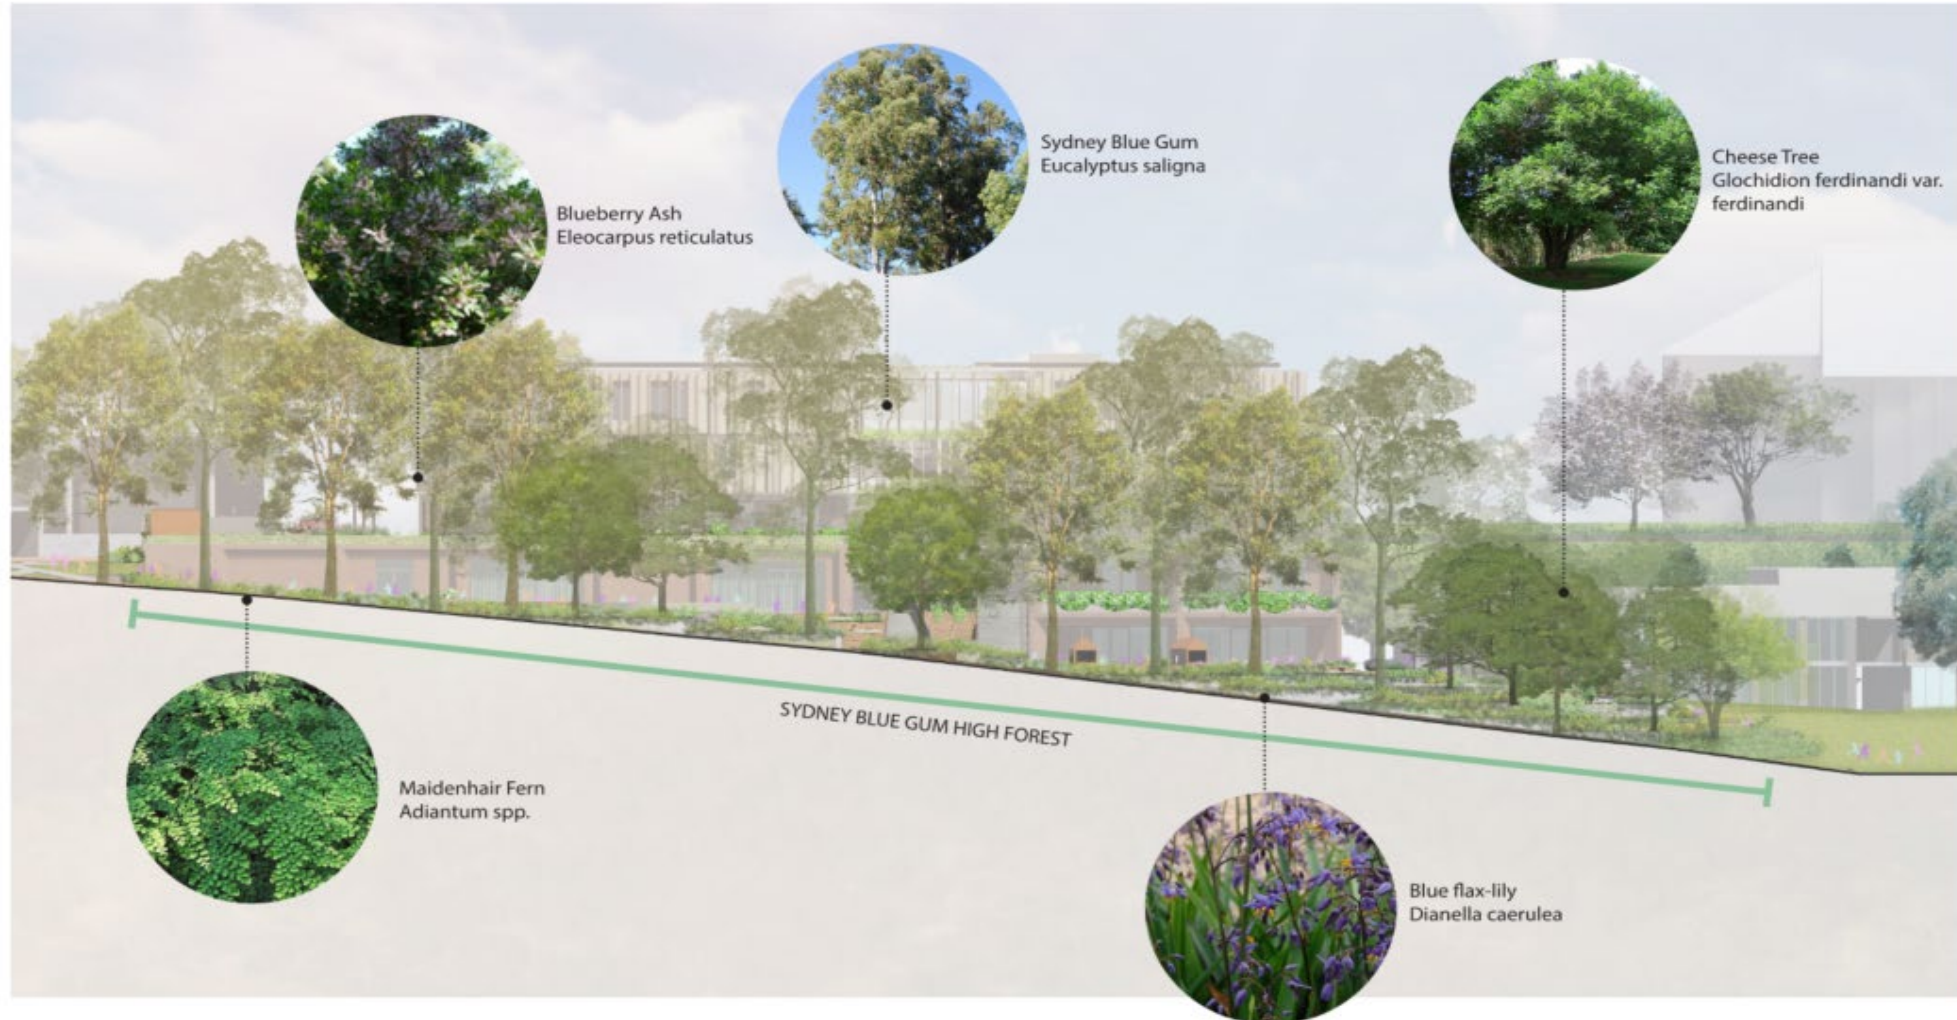 Sydney Blue Gum
Eucalyptus saligna
Cheese Tree
Glochidion ferdinandi var.
ferdinandi
Blueberry Ash
Eleocarpus reticulatus
SYDNEY BLUE GUM HIGH FOREST
Maidenhair Fern
Adiantum spp.
Blue flax-lily
Dianella caerulea